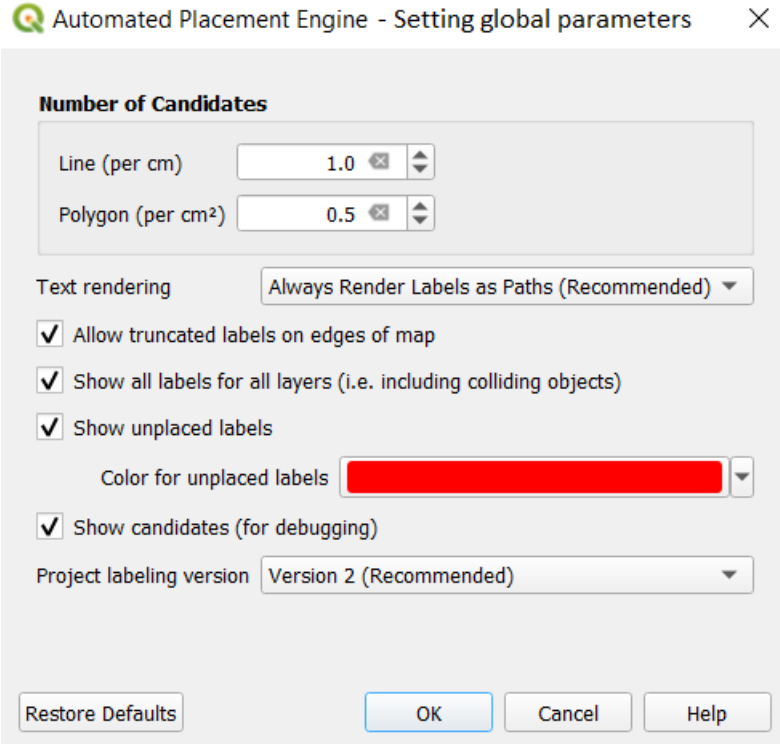 Automated Placement Engine - Setting global parameters
Number of Candidates
Line (per cm) 1.0
Polygon (per cm²) 0.5
Text rendering Always Render Labels as Paths (Recommended)
Allow truncated labels on edges of map
Show all labels for all layers (i.e. including colliding objects)
Show unplaced labels
Color for unplaced labels
Show candidates (for debugging)
Project labeling version Version 2 (Recommended)
Restore Defaults OK Cancel Help